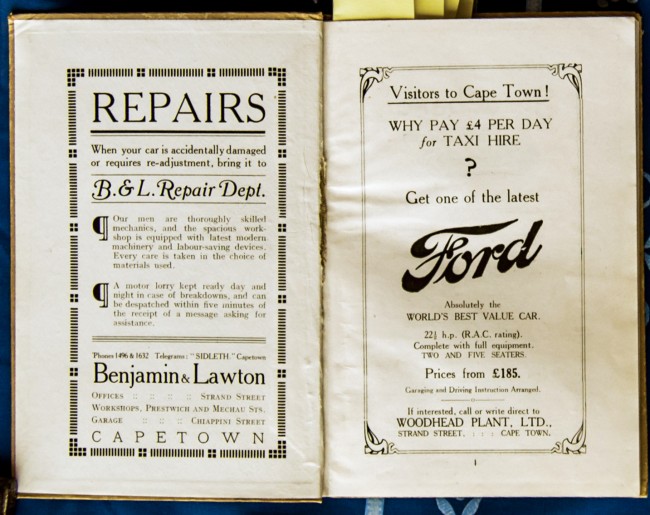 REPAIRS
When your car is accidentally damaged
or requires re-adjustment, bring it to
B. & L. Repair Dept.
¶ Our men are thoroughly skilled
mechanics, and the spacious work-
shop is equipped with latest modern
machinery and labour-saving devices.
Every care is taken in the choice of
materials used.
¶ A motor lorry kept ready day and
night in case of breakdowns, and can
be despatched within five minutes of
the receipt of a message asking for
assistance.
'Phones 1496 & 1632 Telegrams: "SIDLETH." Capetown
Benjamin & Lawton
OFFICES :: :: :: :: STRAND STREET
WORKSHOPS, PRESTWICH AND MECHAU STS.
GARAGE :: :: :: CHIAPPINI STREET
CAPETOWN
Visitors to Cape Town!
WHY PAY £4 PER DAY
for TAXI HIRE
?
Get one of the latest
Ford
Absolutely the
WORLD'S BEST VALUE CAR.
22½ h.p. (R.A.C. rating).
Complete with full equipment.
TWO AND FIVE SEATERS.
Prices from £185.
Garaging and Driving Instruction Arranged.
If interested, call or write direct to
WOODHEAD PLANT, LTD.,
STRAND STREET, : : : CAPE TOWN.
1